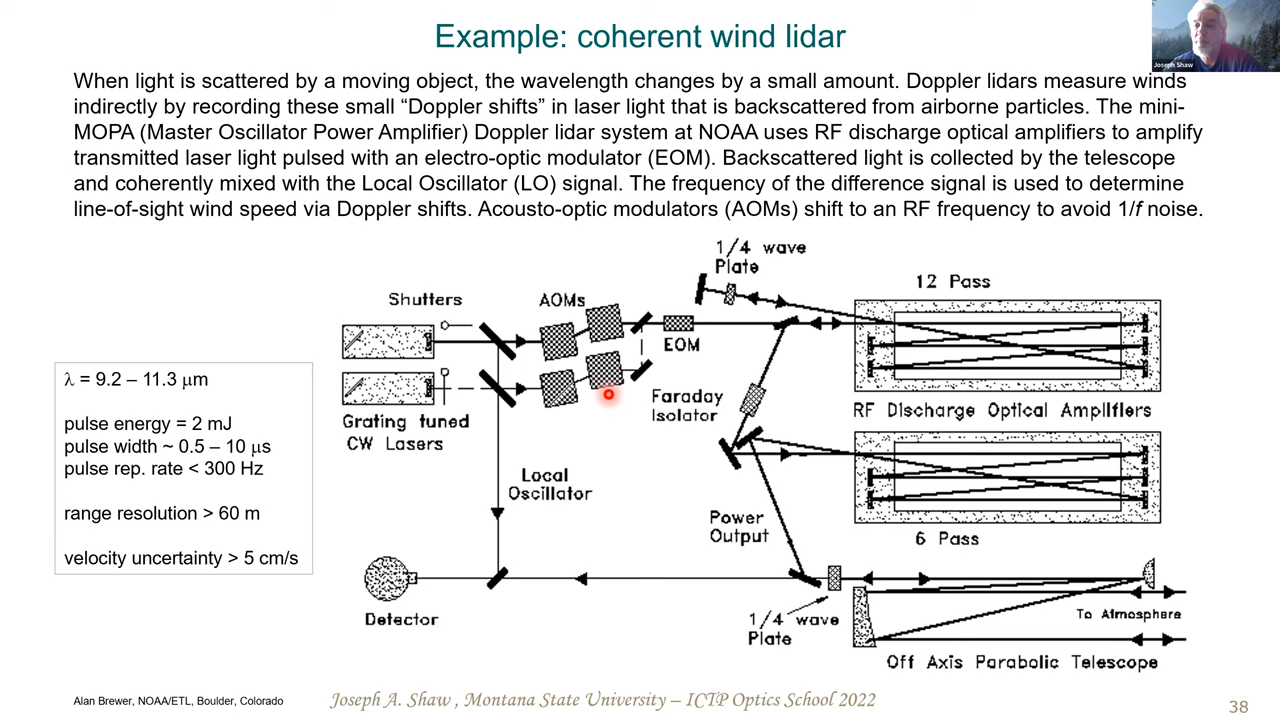 Example: coherent wind lidar
Joseph Shaw
When light is scattered by a moving object, the wavelength changes by a small amount. Doppler lidars measure winds
indirectly by recording these small “Doppler shifts” in laser light that is backscattered from airborne particles. The mini-
MOPA (Master Oscillator Power Amplifier) Doppler lidar system at NOAA uses RF discharge optical amplifiers to amplify
transmitted laser light pulsed with an electro-optic modulator (EOM). Backscattered light is collected by the telescope
and coherently mixed with the Local Oscillator (LO) signal. The frequency of the difference signal is used to determine
line-of-sight wind speed via Doppler shifts. Acousto-optic modulators (AOMs) shift to an RF frequency to avoid 1/f noise.
λ = 9.2 – 11.3 μm
pulse energy = 2 mJ
pulse width ~ 0.5 – 10 μs
pulse rep. rate < 300 Hz
range resolution > 60 m
velocity uncertainty > 5 cm/s
1/4 wave
Plate
12 Pass
Shutters
AOMs
EOM
Grating tuned
CW Lasers
Faraday
Isolator
RF Discharge Optical Amplifiers
Local
Oscillator
Power
Output
6 Pass
Detector
1/4 wave
Plate
To Atmosphere
Off Axis Parabolic Telescope
Alan Brewer, NOAA/ETL, Boulder, Colorado
Joseph A. Shaw , Montana State University – ICTP Optics School 2022
38